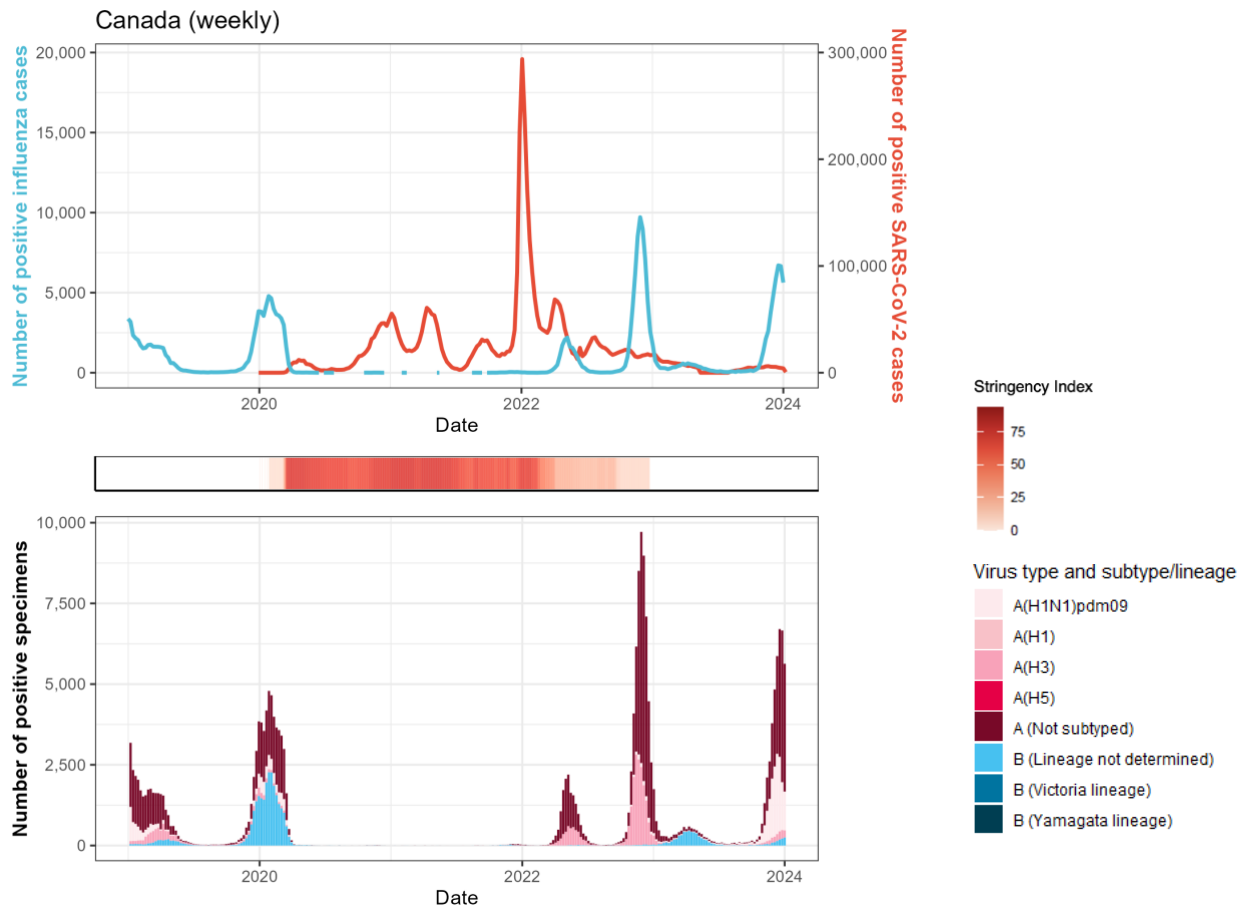 Canada (weekly)
Number of positive influenza cases
20,000
15,000
10,000
5,000
0
300,000
200,000
100,000
0
Number of positive SARS-CoV-2 cases
2020
2022
2024
Date
Stringency Index
75
50
25
0
Number of positive specimens
10,000
7,500
5,000
2,500
0
2020
2022
2024
Date
Virus type and subtype/lineage
A(H1N1)pdm09
A(H1)
A(H3)
A(H5)
A (Not subtyped)
B (Lineage not determined)
B (Victoria lineage)
B (Yamagata lineage)